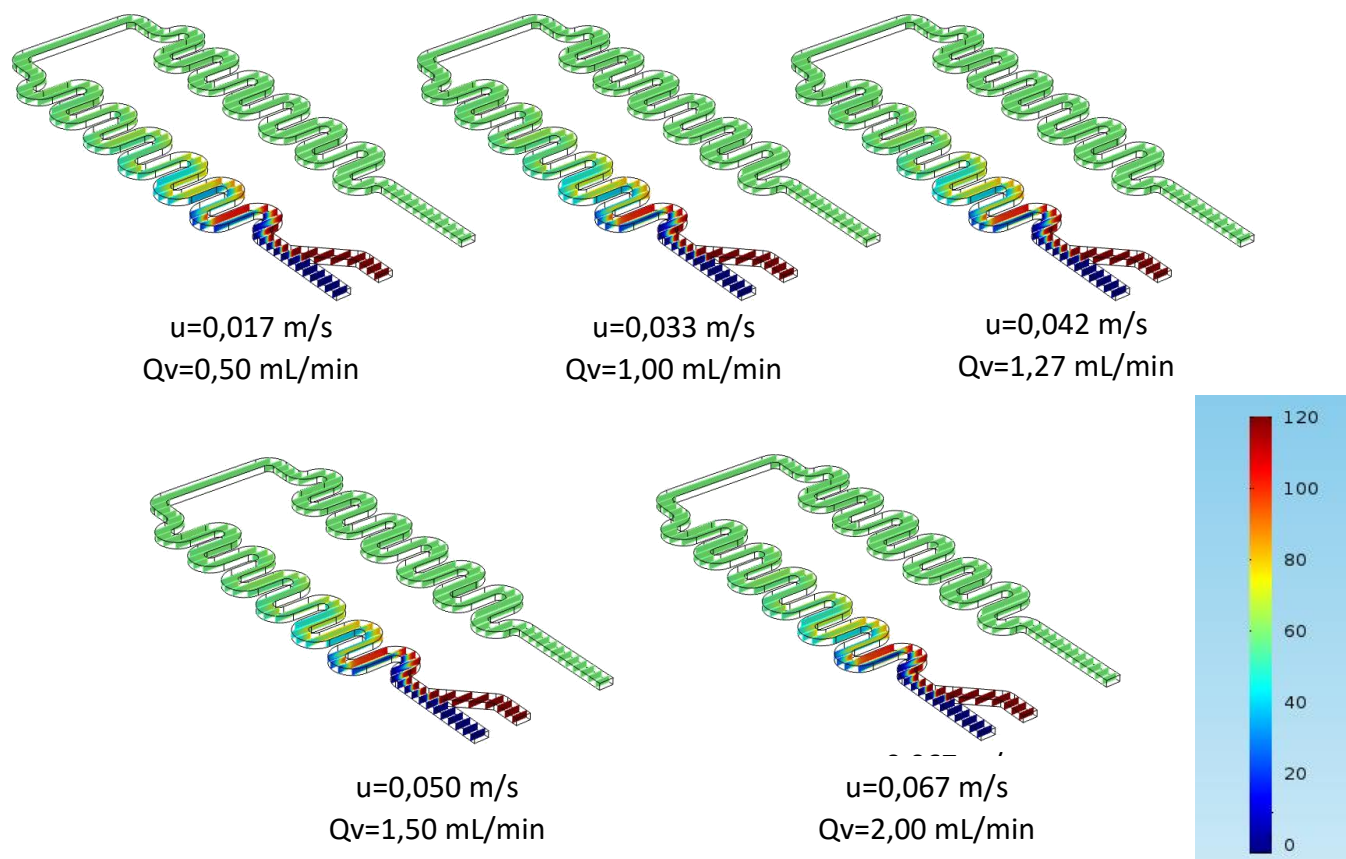 u=0,017 m/s
Qv=0,50 mL/min
u=0,033 m/s
Qv=1,00 mL/min
u=0,042 m/s
Qv=1,27 mL/min
120
100
80
60
40
20
0
u=0,050 m/s
Qv=1,50 mL/min
u=0,067 m/s
Qv=2,00 mL/min